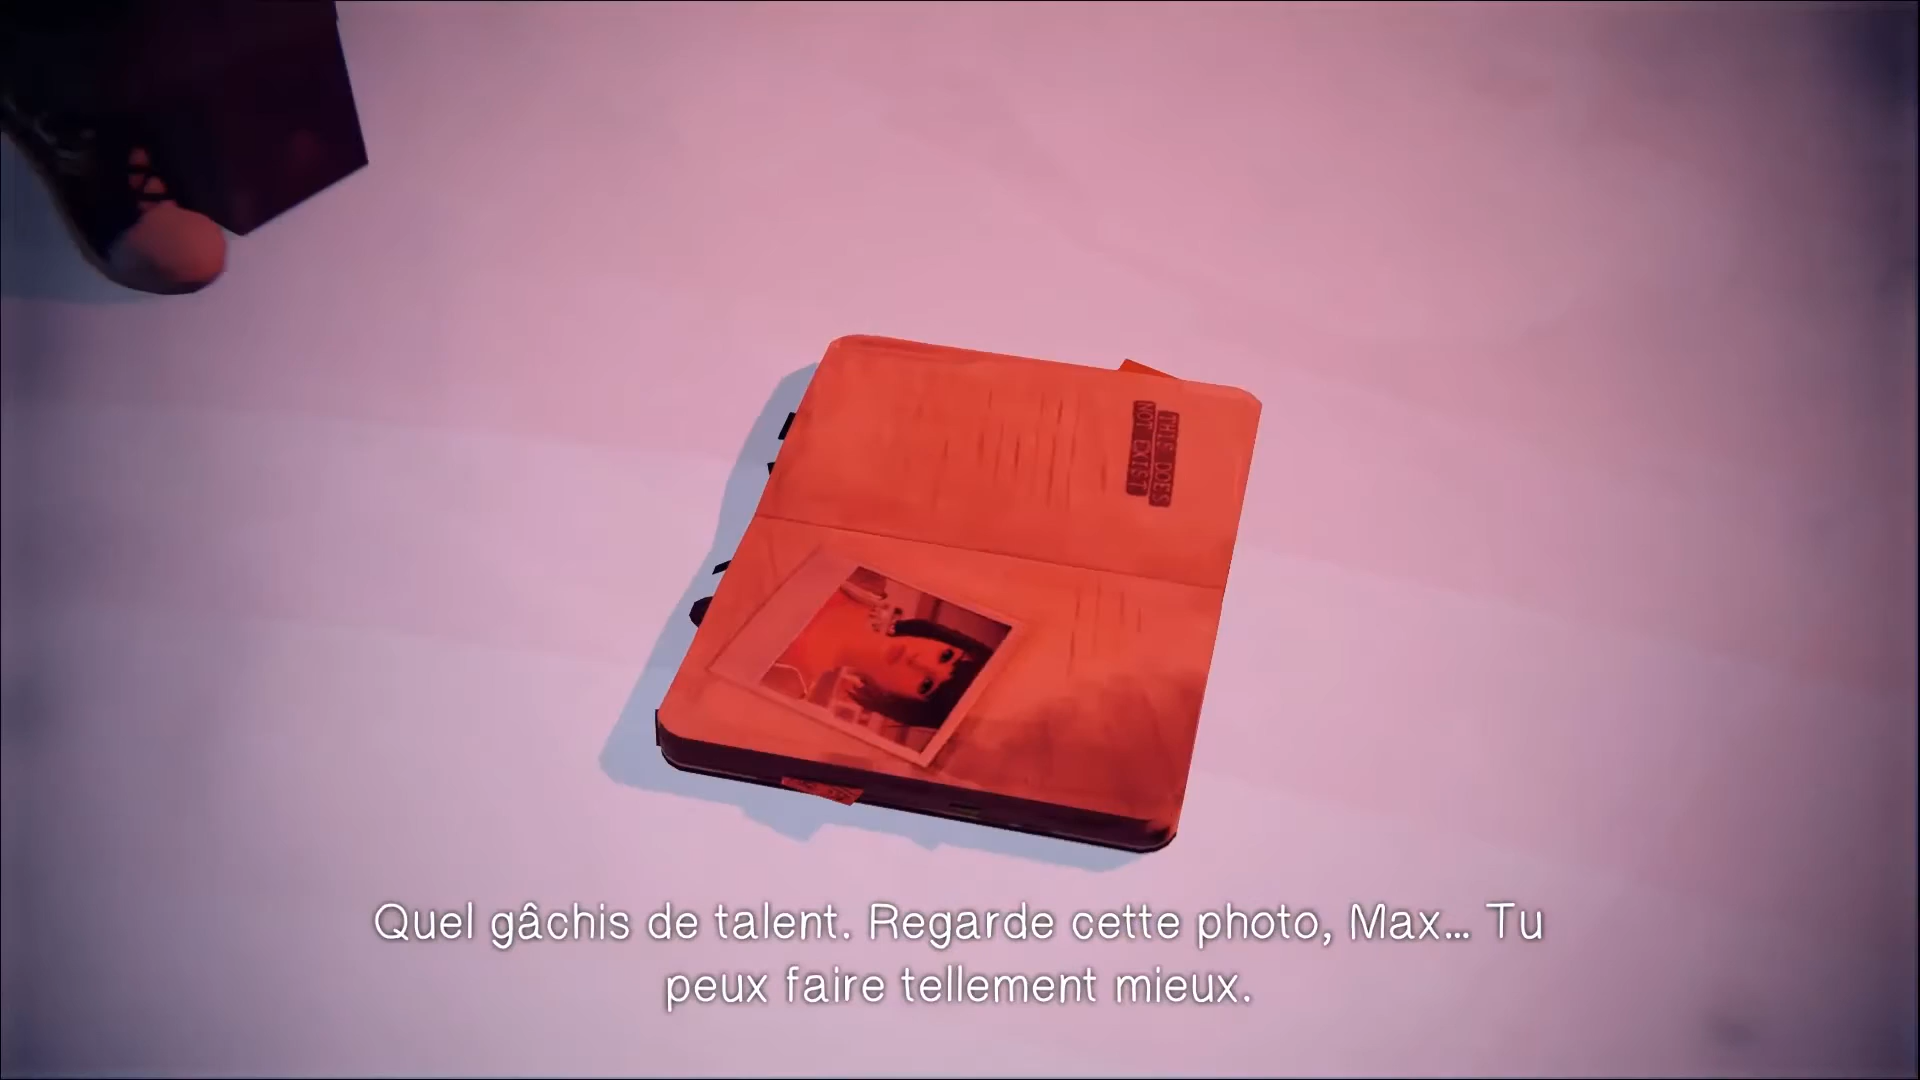 THIS DOES
NOT EXIST
Quel gâchis de talent. Regarde cette photo, Max... Tu
peux faire tellement mieux.